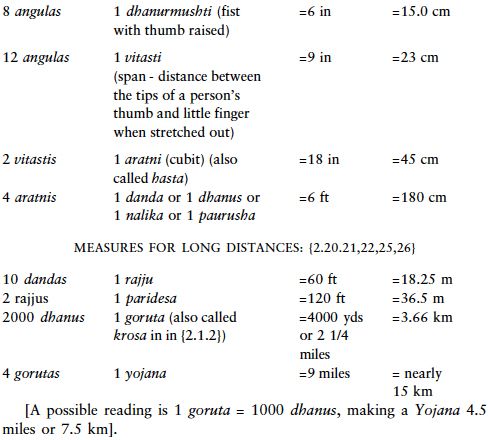 8 angulas 1 dhanurmushti (fist =6 in =15.0 cm
with thumb raised)
12 angulas 1 vitasti =9 in =23 cm
(span - distance between
the tips of a person's
thumb and little finger
when stretched out)
2 vitastis 1 aratni (cubit) (also =18 in =45 cm
called hasta)
4 aratnis 1 danda or 1 dhanus or =6 ft =180 cm
1 nalika or 1 paurusha
MEASURES FOR LONG DISTANCES: {2.20.21,22,25,26}
10 dandas 1 rajju =60 ft =18.25 m
2 rajjus 1 paridesa =120 ft =36.5 m
2000 dhanus 1 goruta (also called =4000 yds =3.66 km
krosa in in {2.1.2}) or 2 1/4
miles
4 gorutas 1 yojana =9 miles = nearly
15 km
[A possible reading is 1 goruta = 1000 dhanus, making a Yojana 4.5
miles or 7.5 km].